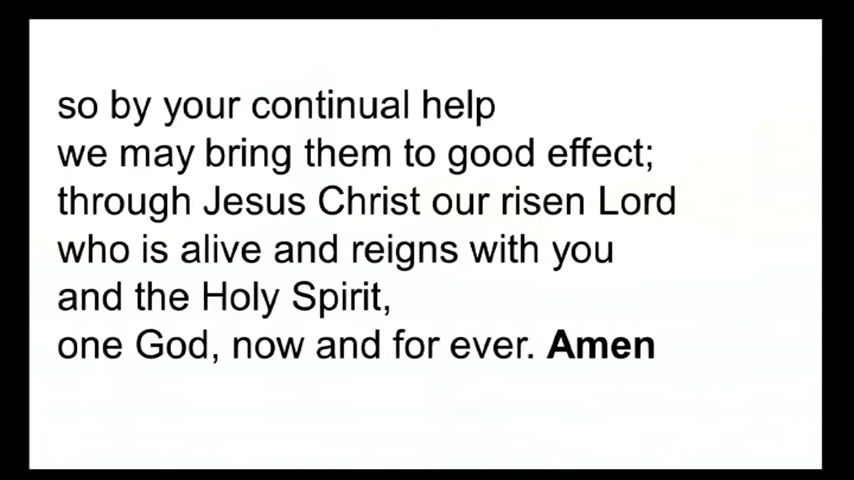 so by your continual help
we may bring them to good effect;
through Jesus Christ our risen Lord
who is alive and reigns with you
and the Holy Spirit,
one God, now and for ever. Amen